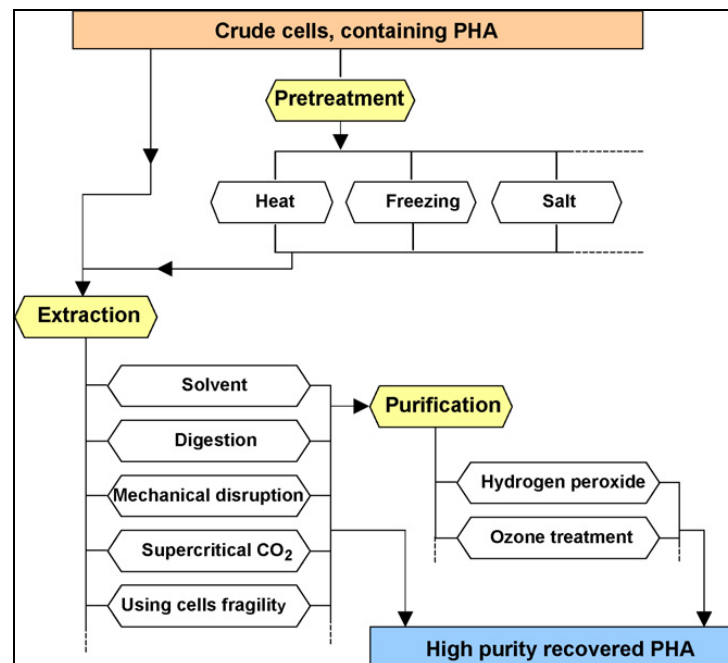 Crude cells, containing PHA
Pretreatment
Heat
Freezing
Salt
Extraction
Solvent
Purification
Digestion
Hydrogen peroxide
Mechanical disruption
Ozone treatment
Supercritical CO₂
Using cells fragility
High purity recovered PHA